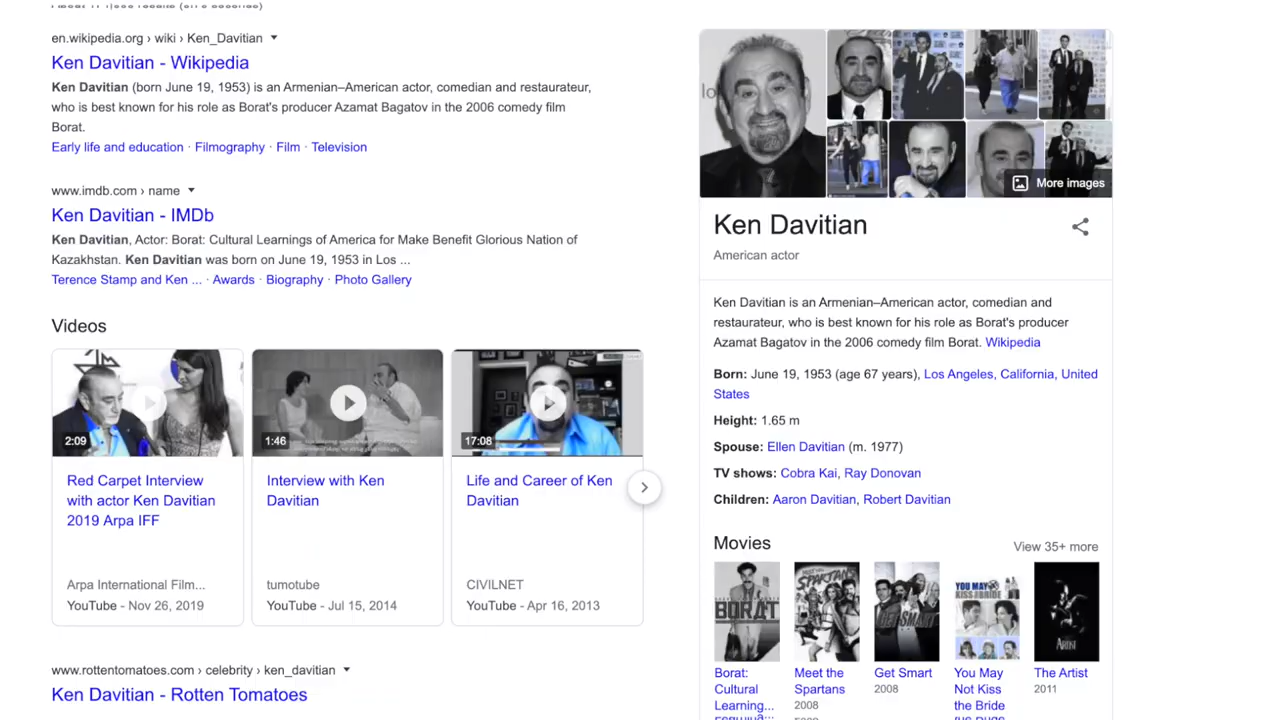 en.wikipedia.org › wiki › Ken_Davitian
Ken Davitian - Wikipedia
Ken Davitian (born June 19, 1953) is an Armenian–American actor, comedian and restaurateur,
who is best known for his role as Borat's producer Azamat Bagatov in the 2006 comedy film
Borat.
Early life and education · Filmography · Film · Television
www.imdb.com › name
Ken Davitian - IMDb
Ken Davitian, Actor: Borat: Cultural Learnings of America for Make Benefit Glorious Nation of
Kazakhstan. Ken Davitian was born on June 19, 1953 in Los ...
Terence Stamp and Ken ... · Awards · Biography · Photo Gallery
Videos
2:09
Red Carpet Interview
with actor Ken Davitian
2019 Arpa IFF
Arpa International Film...
YouTube - Nov 26, 2019
1:46
Interview with Ken
Davitian
tumotube
YouTube - Jul 15, 2014
17:08
Life and Career of Ken
Davitian
CIVILNET
YouTube - Apr 16, 2013
www.rottentomatoes.com › celebrity › ken_davitian
Ken Davitian - Rotten Tomatoes
lo
More images
Ken Davitian
American actor
Ken Davitian is an Armenian–American actor, comedian and
restaurateur, who is best known for his role as Borat's producer
Azamat Bagatov in the 2006 comedy film Borat. Wikipedia
Born: June 19, 1953 (age 67 years), Los Angeles, California, United
States
Height: 1.65 m
Spouse: Ellen Davitian (m. 1977)
TV shows: Cobra Kai, Ray Donovan
Children: Aaron Davitian, Robert Davitian
Movies
View 35+ more
BORAT
Borat:
Cultural
Learning...
SPARTANS
Meet the
Spartans
2008
GET SMART
Get Smart
2008
YOU MAY
KISS BRIDE
You May
Not Kiss
the Bride
ARTIST
The Artist
2011